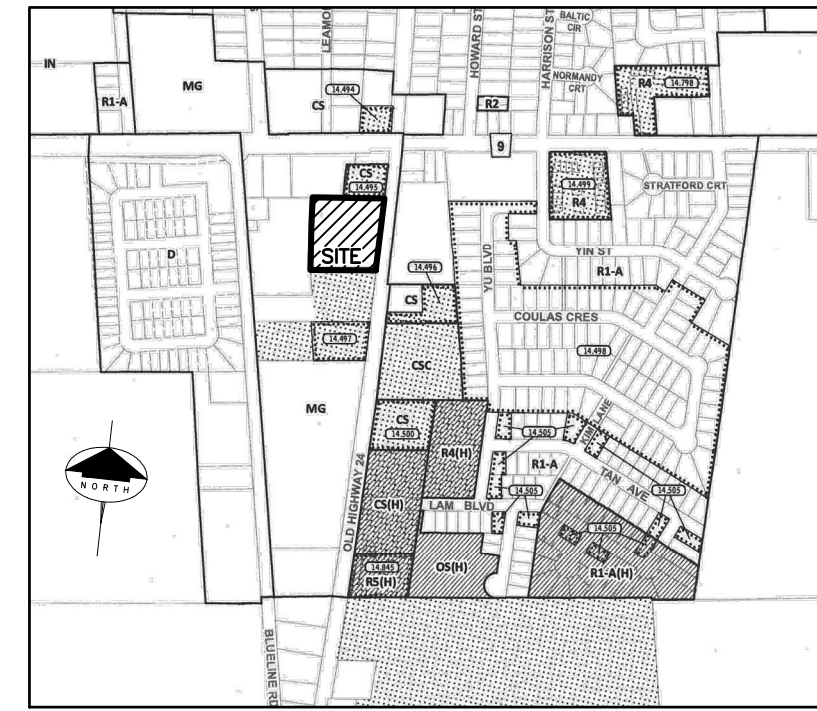 BALTIC
CIR
LEAMO
HOWARD ST
HARRISON ST
IN
NORMANDY
CRT
R4
14.798
MG
R1-A
CS
14.494
R2
9
CS
14.495
14.499
R4
STRATFORD CRT
SITE
D
YU BLVD
YIN ST
R1-A
14.496
CS
COULAS CRES
14.497
14.498
CSC
MG
CS
14.500
R4(H)
KIM LANE
14.505
R1-A
TAN AVE
14.505
14.505
NORTH
OLD HIGHWAY 24
CS(H)
LAM BLVD
14.505
OS(H)
R1-A(H)
14.845
R5(H)
BLUELINE RD